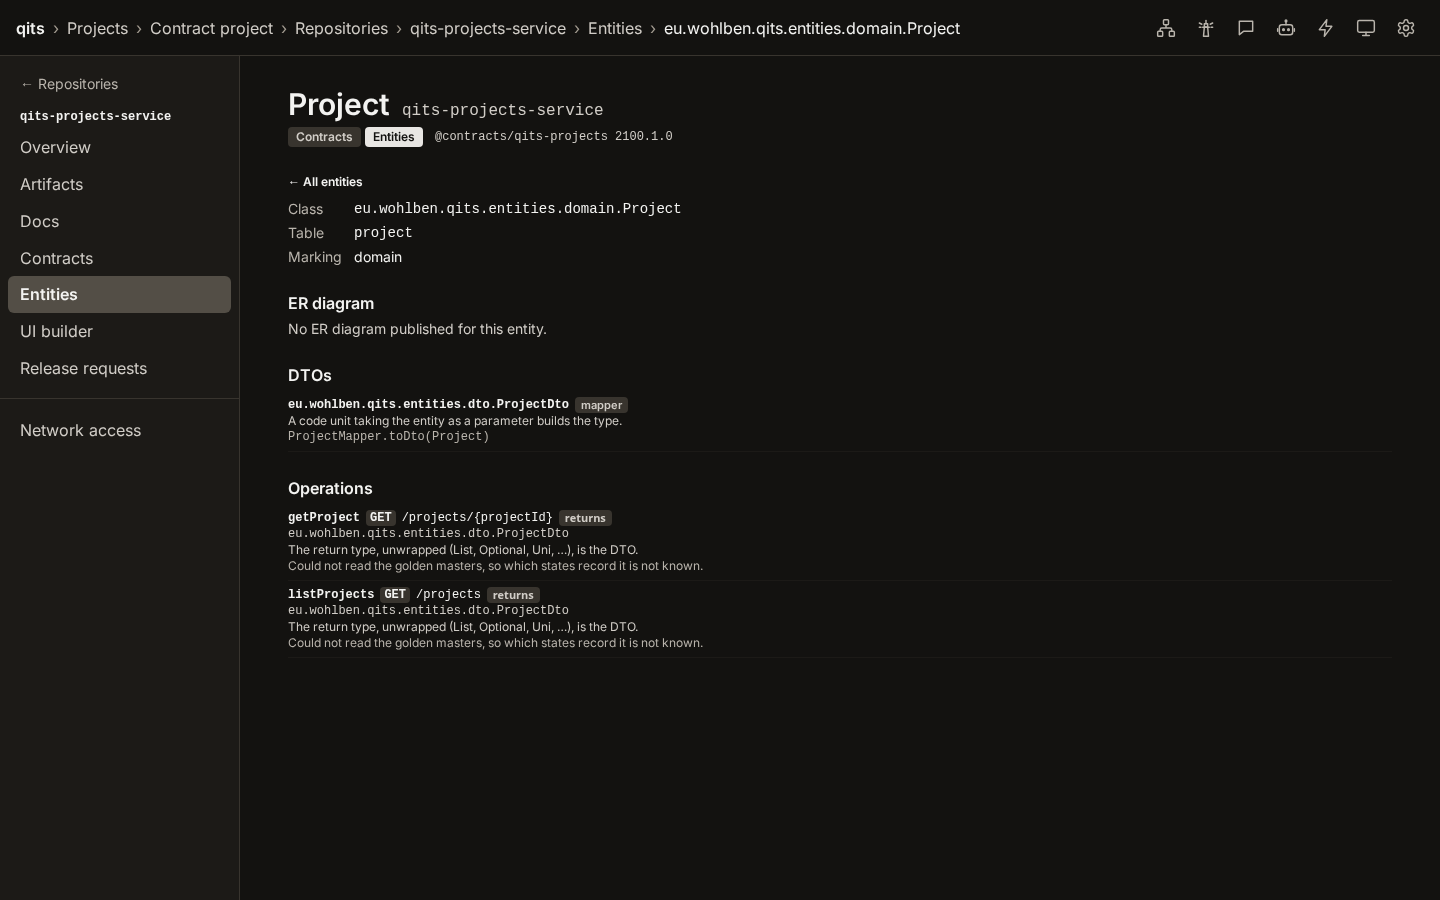 qits › Projects › Contract project › Repositories › qits-projects-service › Entities › eu.wohlben.qits.entities.domain.Project
← Repositories
qits-projects-service
Overview
Artifacts
Docs
Contracts
Entities
UI builder
Release requests
Network access
Project qits-projects-service
Contracts Entities @contracts/qits-projects 2100.1.0
← All entities
Class eu.wohlben.qits.entities.domain.Project
Table project
Marking domain
ER diagram
No ER diagram published for this entity.
DTOs
eu.wohlben.qits.entities.dto.ProjectDto mapper
A code unit taking the entity as a parameter builds the type.
ProjectMapper.toDto(Project)
Operations
getProject GET /projects/{projectId} returns
eu.wohlben.qits.entities.dto.ProjectDto
The return type, unwrapped (List, Optional, Uni, …), is the DTO.
Could not read the golden masters, so which states record it is not known.
listProjects GET /projects returns
eu.wohlben.qits.entities.dto.ProjectDto
The return type, unwrapped (List, Optional, Uni, …), is the DTO.
Could not read the golden masters, so which states record it is not known.